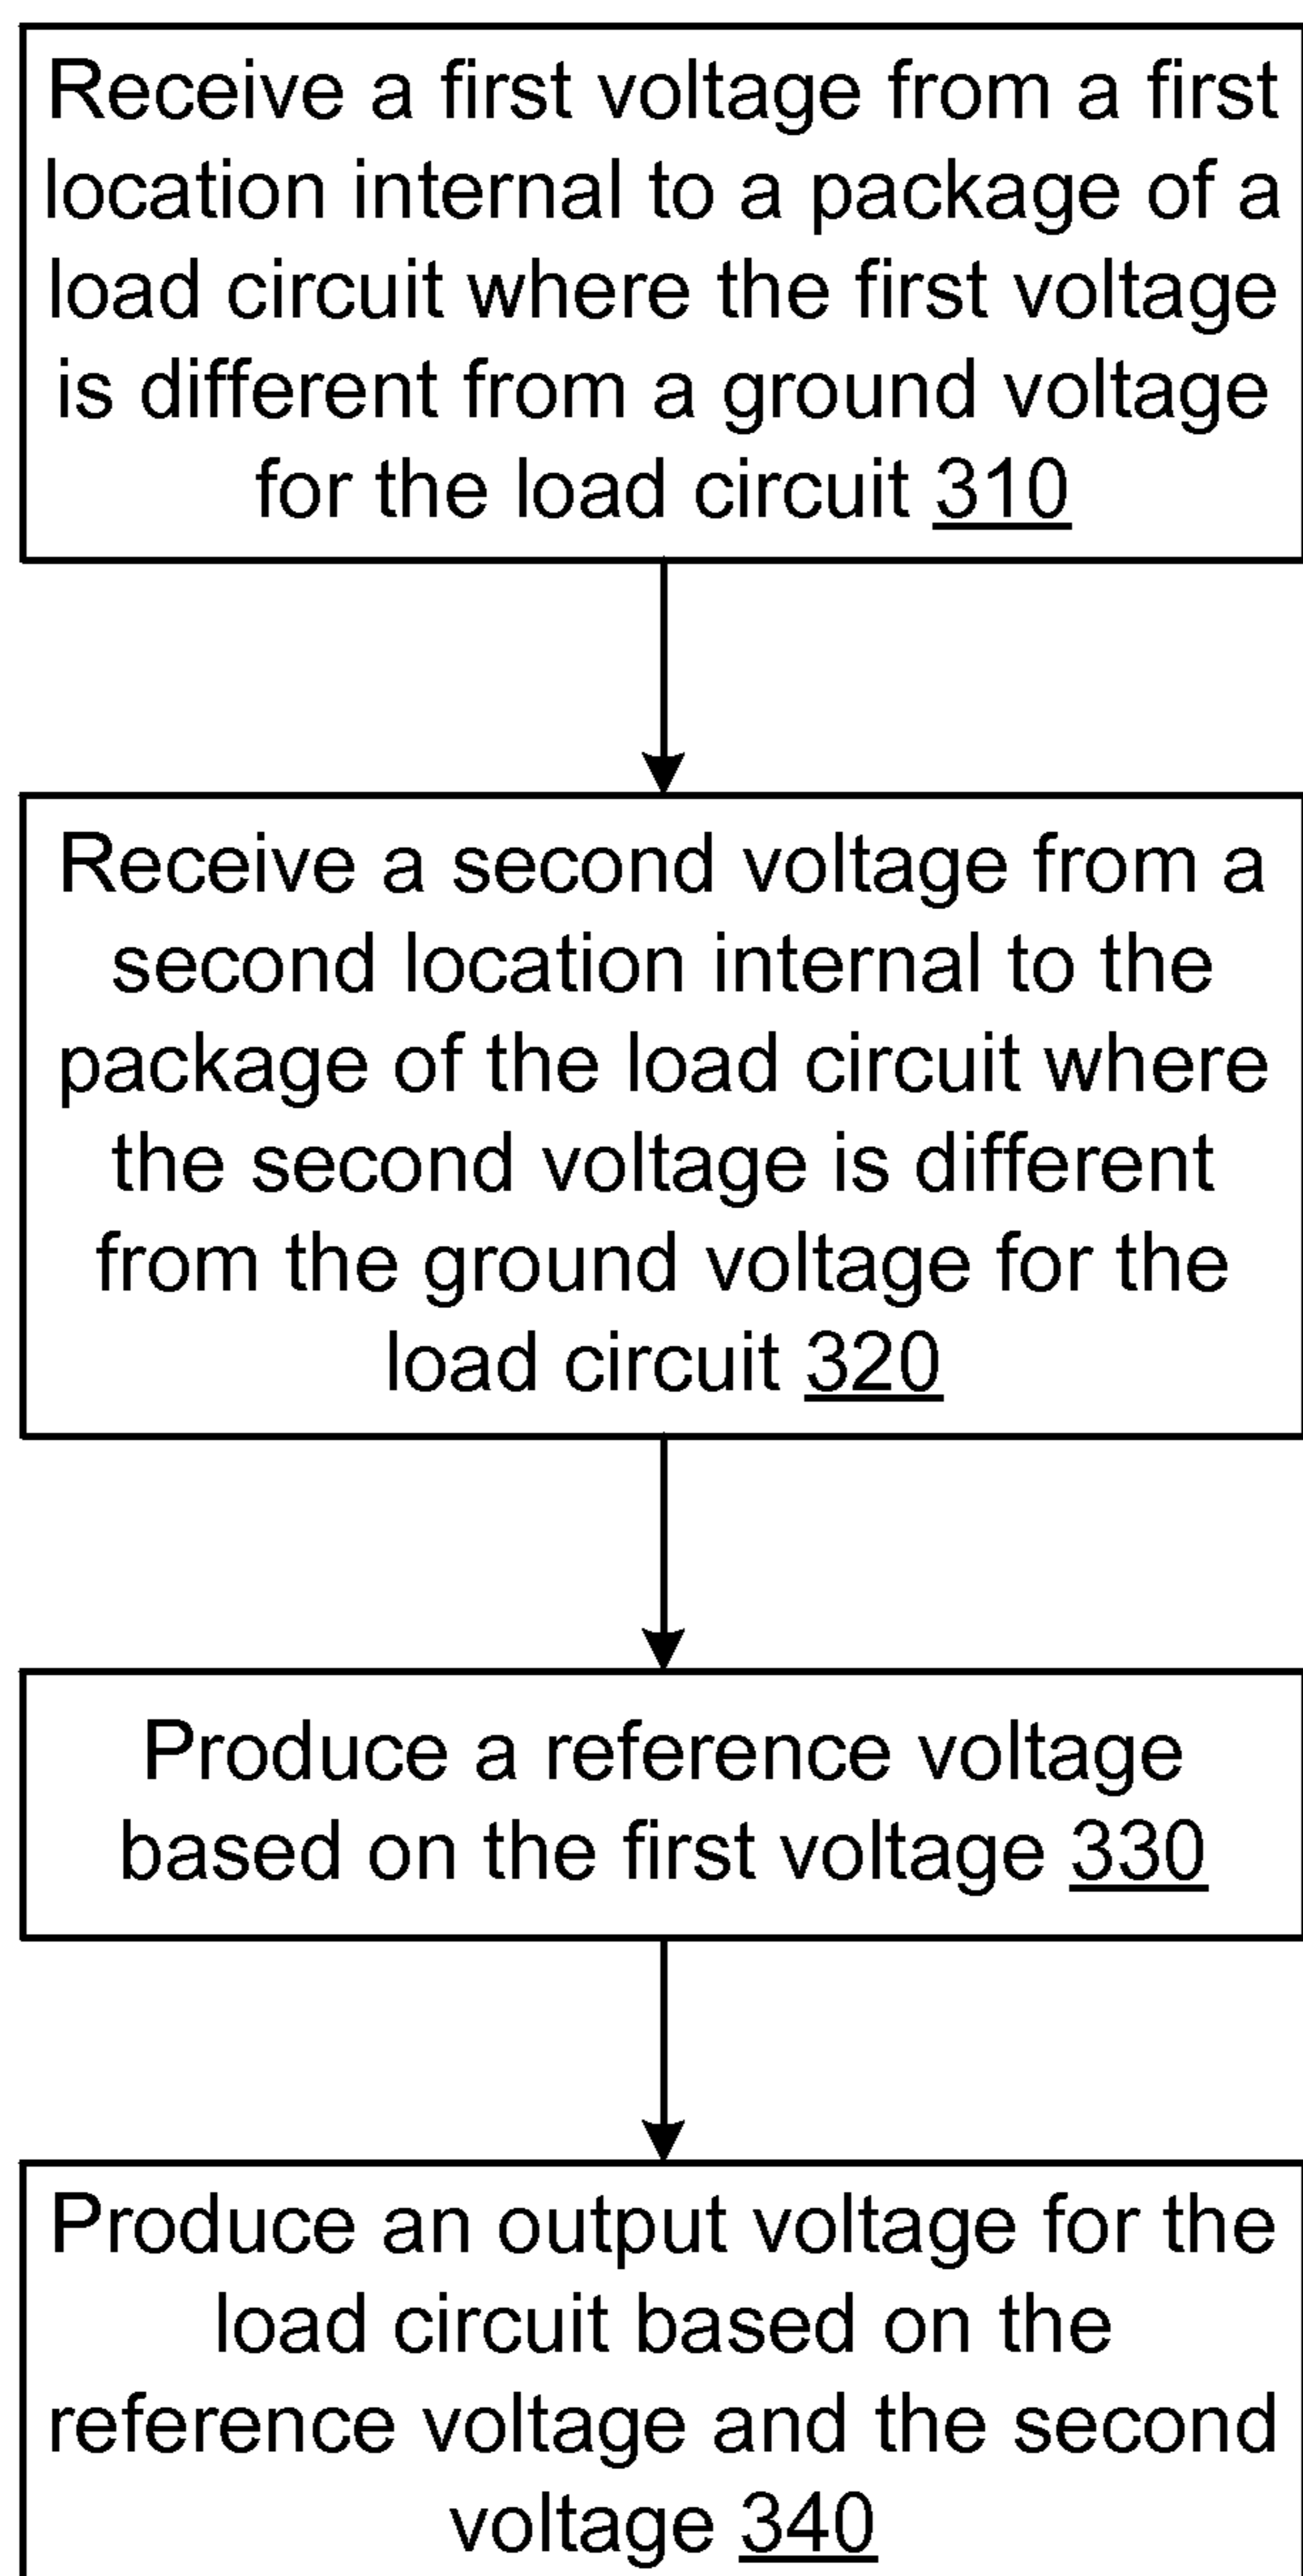 Receive a first voltage from a first
location internal to a package of a
load circuit where the first voltage
is different from a ground voltage
for the load circuit 310
Receive a second voltage from a
second location internal to the
package of the load circuit where
the second voltage is different
from the ground voltage for the
load circuit 320
Produce a reference voltage
based on the first voltage 330
Produce an output voltage for the
load circuit based on the
reference voltage and the second
voltage 340